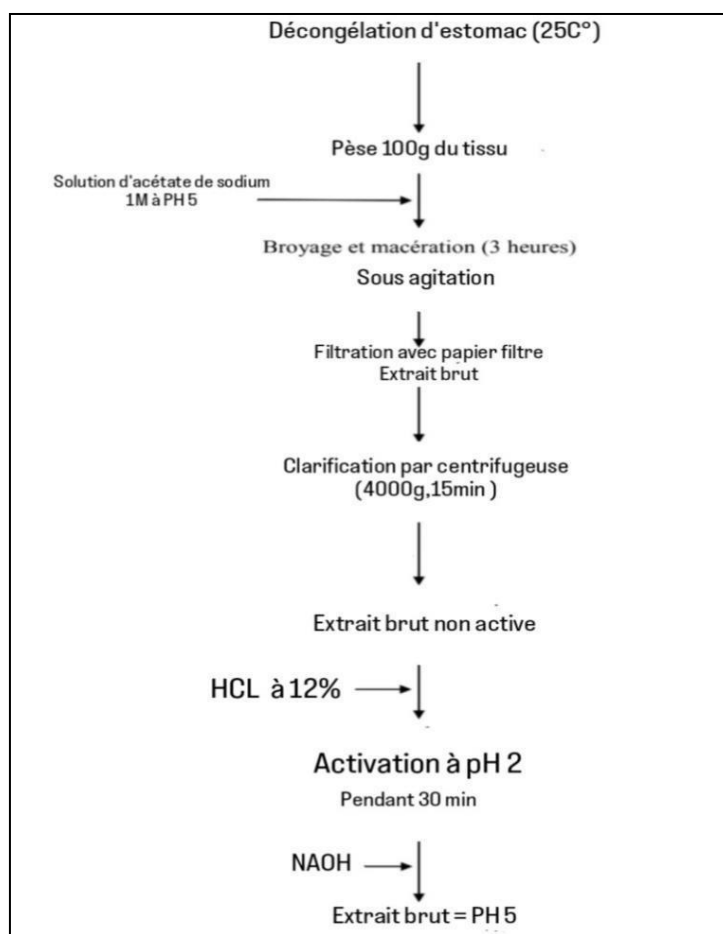 Décongélation d'estomac (25C°)
Pèse 100g du tissu
Solution d'acétate de sodium
1M à PH 5
Broyage et macération (3 heures)
Sous agitation
Filtration avec papier filtre
Extrait brut
Clarification par centrifugeuse
(4000g,15min )
Extrait brut non active
HCL à 12%
Activation à pH 2
Pendant 30 min
NAOH
Extrait brut = PH 5